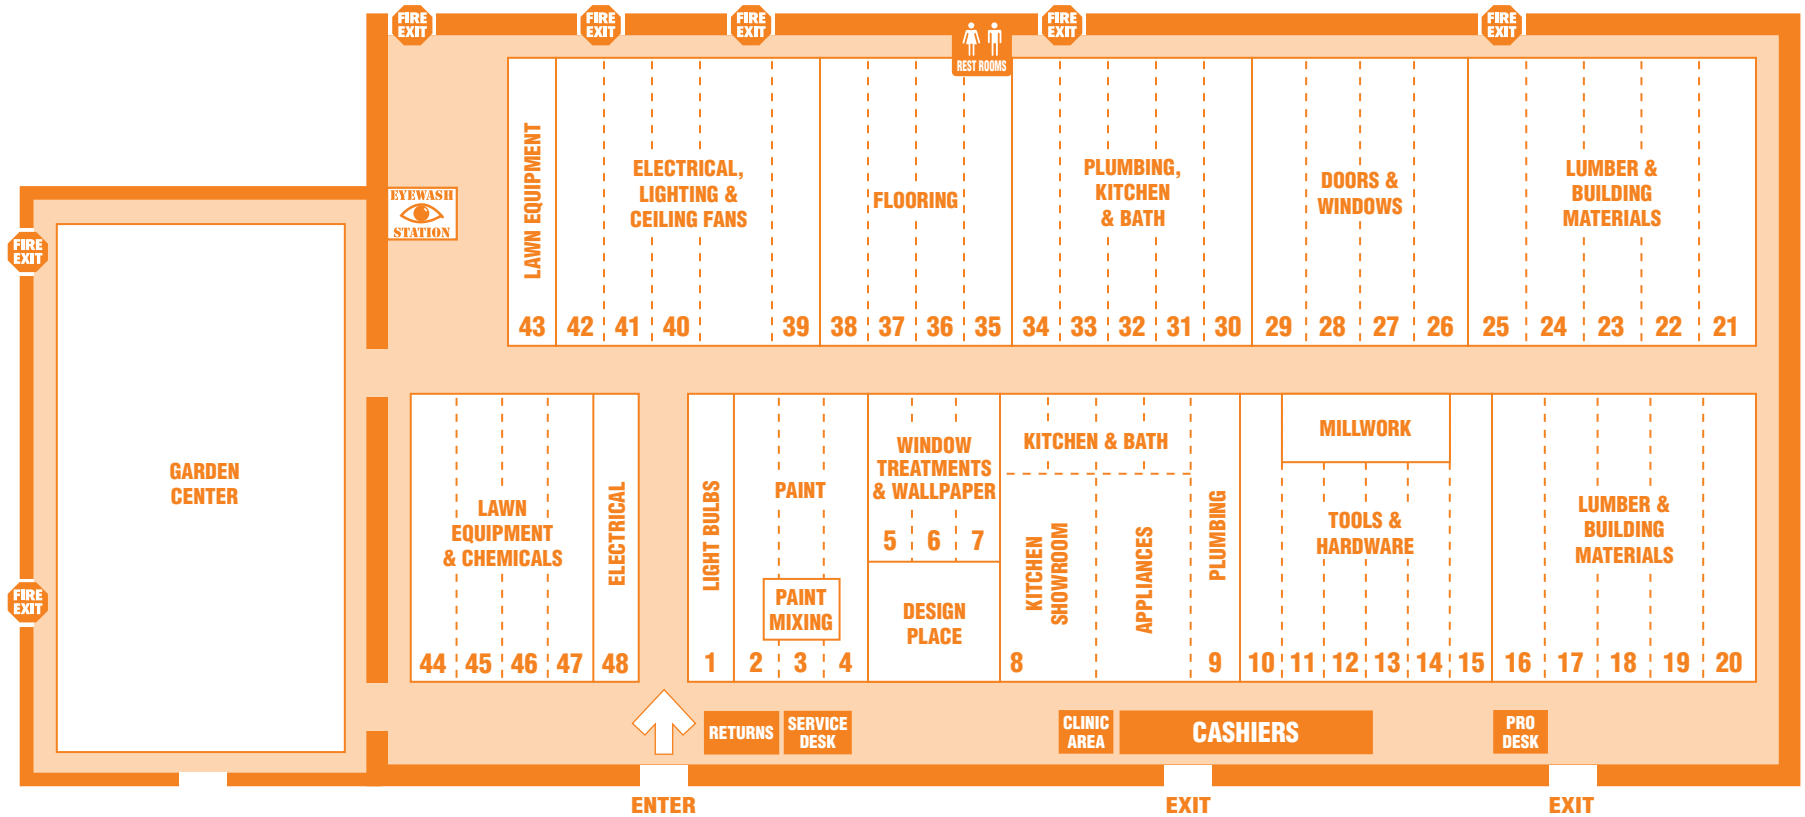 FIRE
EXIT
FIRE
EXIT
FIRE
EXIT
FIRE
EXIT
FIRE
EXIT
REST ROOMS
EYEWASH
STATION
LAWN EQUIPMENT
ELECTRICAL,
LIGHTING &
CEILING FANS
FLOORING
PLUMBING,
KITCHEN
& BATH
DOORS &
WINDOWS
LUMBER &
BUILDING
MATERIALS
43 42 41 40 39 38 37 36 35 34 33 32 31 30 29 28 27 26 25 24 23 22 21
FIRE
EXIT
FIRE
EXIT
GARDEN
CENTER
LAWN
EQUIPMENT
& CHEMICALS
ELECTRICAL
LIGHT BULBS
PAINT
PAINT
MIXING
WINDOW
TREATMENTS
& WALLPAPER
5 6 7
DESIGN
PLACE
KITCHEN & BATH
KITCHEN
SHOWROOM
APPLIANCES
PLUMBING
MILLWORK
TOOLS &
HARDWARE
LUMBER &
BUILDING
MATERIALS
44 45 46 47 48 1 2 3 4 8 9 10 11 12 13 14 15 16 17 18 19 20
RETURNS
SERVICE
DESK
CLINIC
AREA
CASHIERS
PRO
DESK
ENTER
EXIT
EXIT